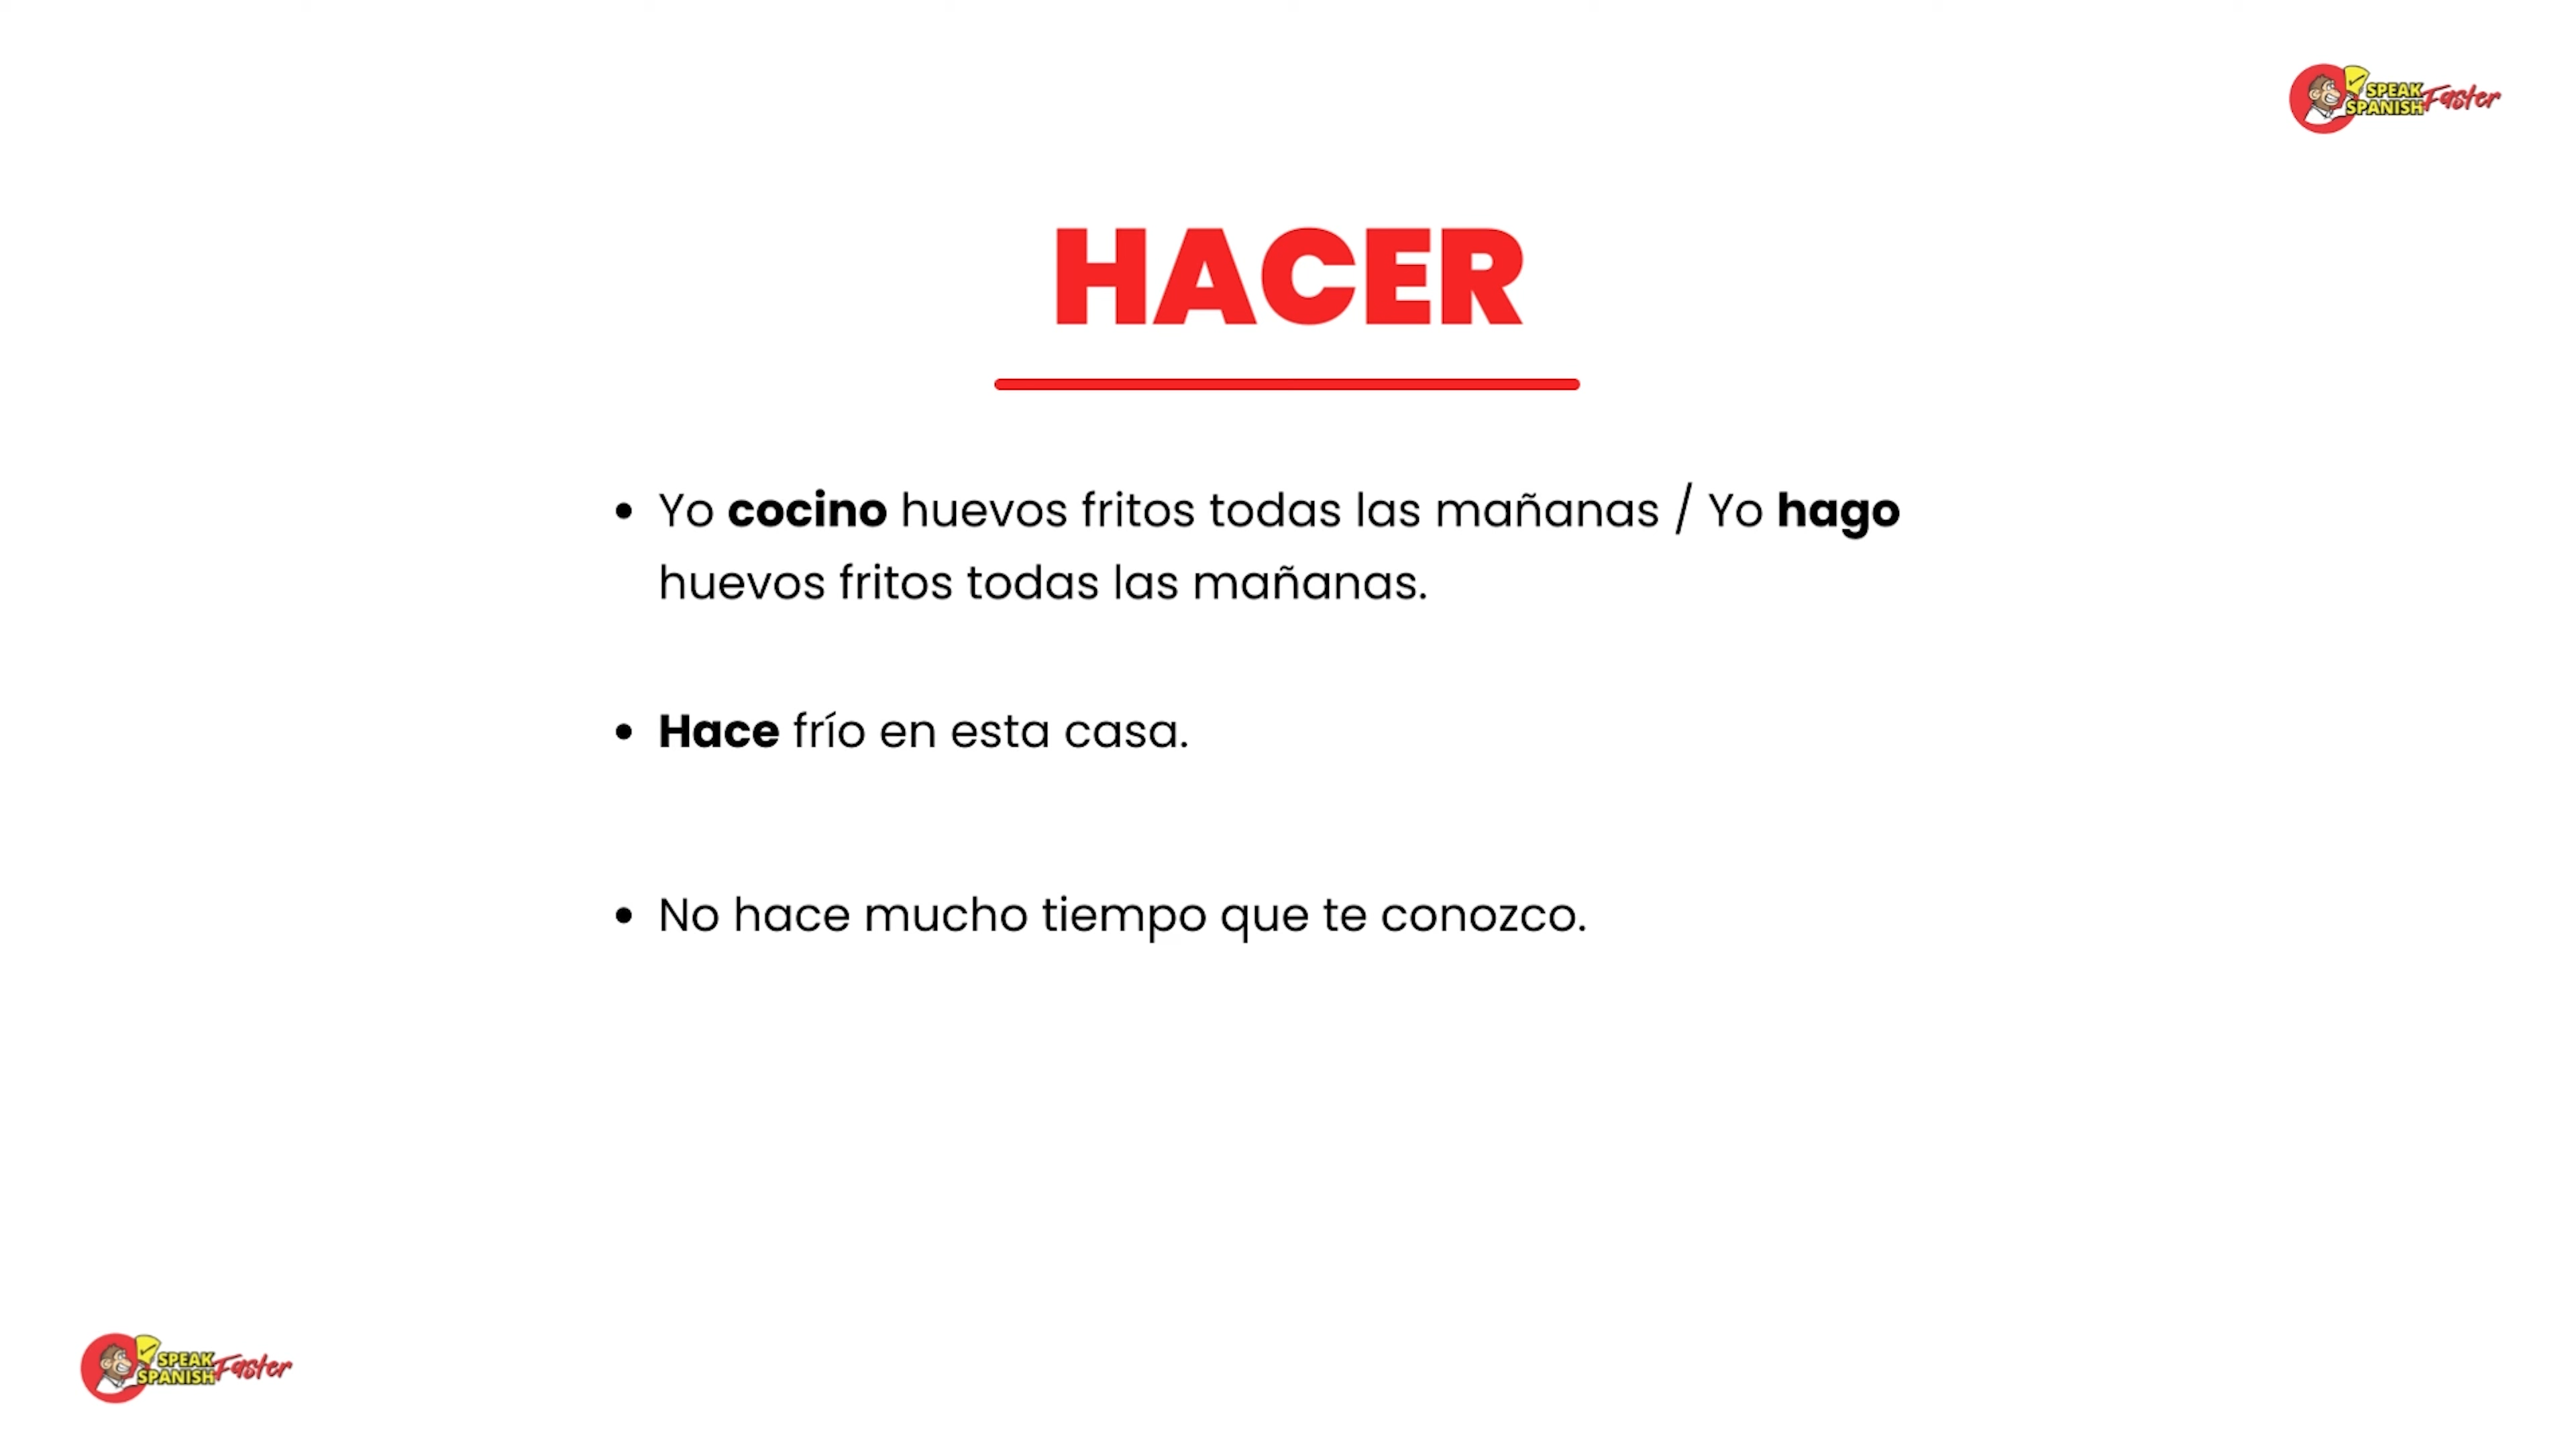 SPEAK
SPANISH Faster
HACER
• Yo cocino huevos fritos todas las mañanas / Yo hago
huevos fritos todas las mañanas.
• Hace frío en esta casa.
• No hace mucho tiempo que te conozco.
SPEAK
SPANISH Faster